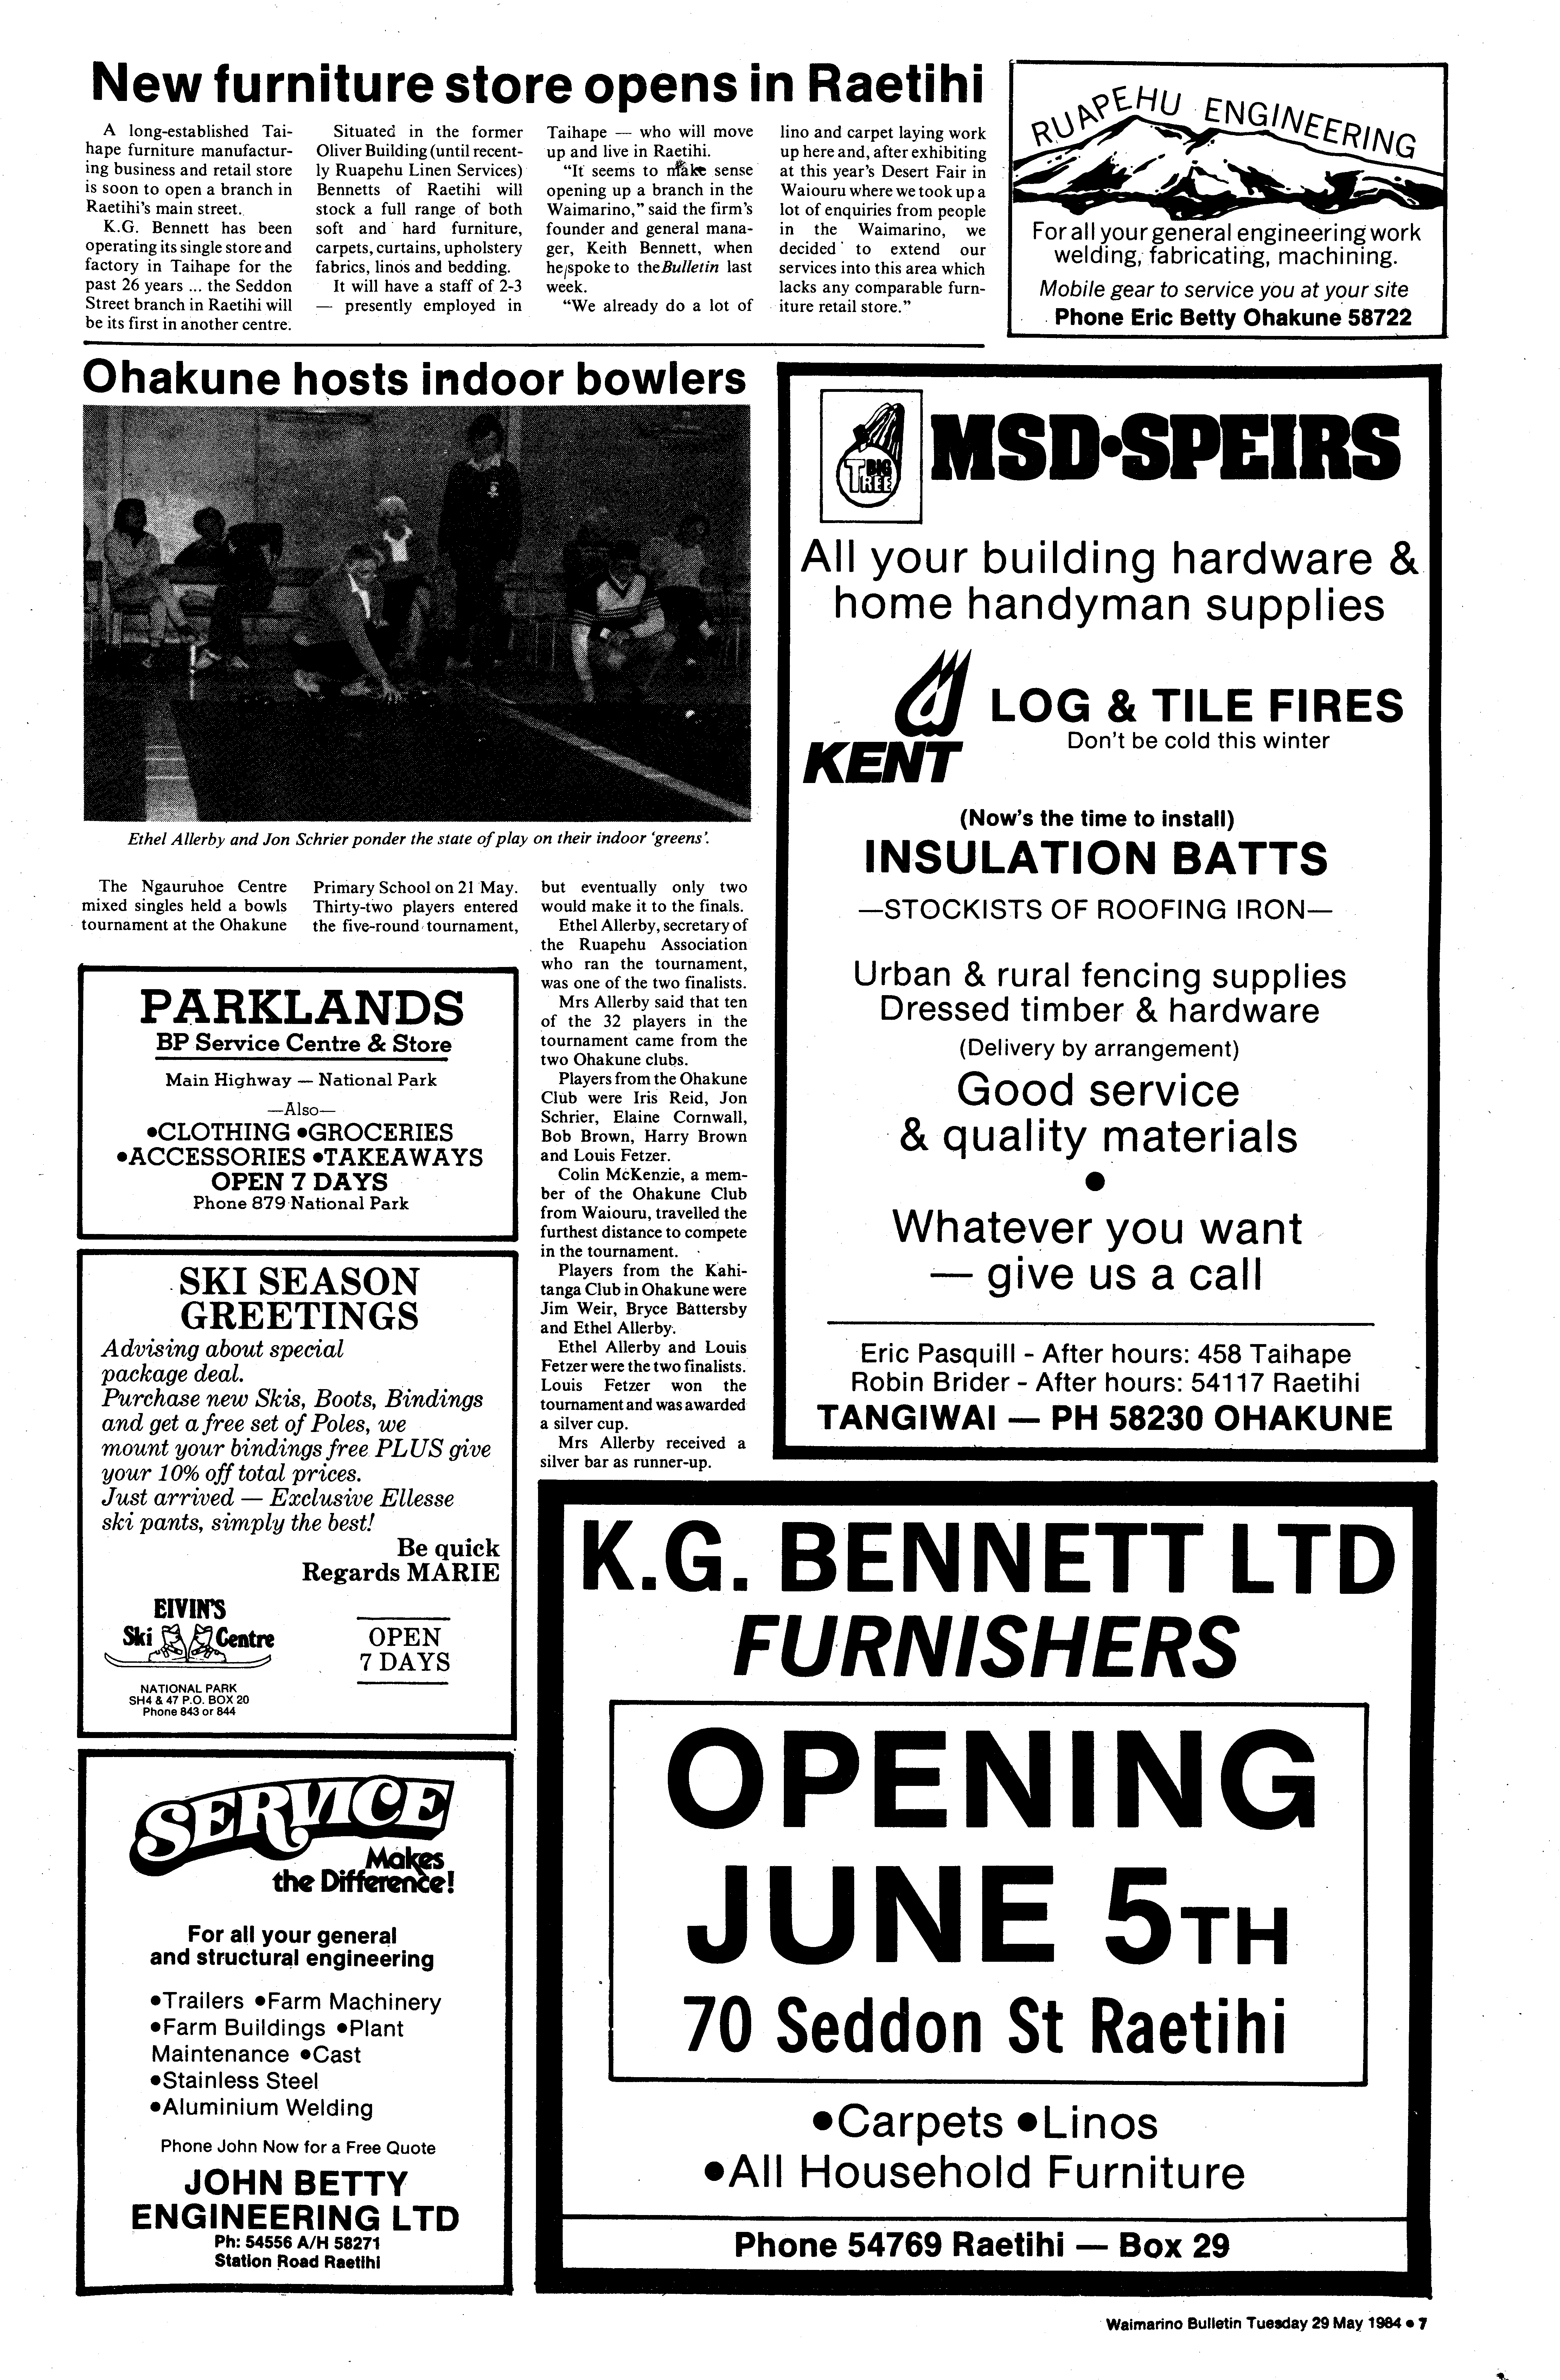 New furniture store opens in Raetihi
A long-established Tai-
hape furniture manufactur-
ing business and retail store
is soon to open a branch in
Raetihi's main street.
K.G. Bennett has been
operating its single store and
factory in Taihape for the
past 26 years ... the Seddon
Street branch in Raetihi will
be its first in another centre.
Situated in the former
Oliver Building (until recent-
ly Ruapehu Linen Services)
Bennetts of Raetihi will
stock a full range of both
soft and hard furniture,
carpets, curtains, upholstery
fabrics, linos and bedding.
It will have a staff of 2-3
— presently employed in
Taihape — who will move
up and live in Raetihi.
"It seems to make sense
opening up a branch in the
Waimarino," said the firm's
founder and general mana-
ger, Keith Bennett, when
he spoke to the Bulletin last
week.
"We already do a lot of
lino and carpet laying work
up here and, after exhibiting
at this year's Desert Fair in
Waiouru where we took up a
lot of enquiries from people
in the Waimarino, we
decided to extend our
services into this area which
lacks any comparable furn-
iture retail store."
RUAPEHU ENGINEERING
For all your general engineering work
welding, fabricating, machining.
Mobile gear to service you at your site
Phone Eric Betty Ohakune 58722
Ohakune hosts indoor bowlers
Ethel Allerby and Jon Schrier ponder the state of play on their indoor 'greens'.
The Ngauruhoe Centre
mixed singles held a bowls
tournament at the Ohakune
Primary School on 21 May.
Thirty-two players entered
the five-round tournament,
but eventually only two
would make it to the finals.
Ethel Allerby, secretary of
the Ruapehu Association
who ran the tournament,
was one of the two finalists.
Mrs Allerby said that ten
of the 32 players in the
tournament came from the
two Ohakune clubs.
Players from the Ohakune
Club were Iris Reid, Jon
Schrier, Elaine Cornwall,
Bob Brown, Harry Brown
and Louis Fetzer.
Colin McKenzie, a mem-
ber of the Ohakune Club
from Waiouru, travelled the
furthest distance to compete
in the tournament.
Players from the Kahi-
tanga Club in Ohakune were
Jim Weir, Bryce Battersby
and Ethel Allerby.
Ethel Allerby and Louis
Fetzer were the two finalists.
Louis Fetzer won the
tournament and was awarded
a silver cup.
Mrs Allerby received a
silver bar as runner-up.
BIG TREE
MSD•SPEIRS
All your building hardware &
home handyman supplies
KENT
LOG & TILE FIRES
Don't be cold this winter
(Now's the time to install)
INSULATION BATTS
—STOCKISTS OF ROOFING IRON—
Urban & rural fencing supplies
Dressed timber & hardware
(Delivery by arrangement)
Good service
& quality materials
•
Whatever you want
— give us a call
Eric Pasquill - After hours: 458 Taihape
Robin Brider - After hours: 54117 Raetihi
TANGIWAI — PH 58230 OHAKUNE
PARKLANDS
BP Service Centre & Store
Main Highway — National Park
—Also—
•CLOTHING •GROCERIES
•ACCESSORIES •TAKEAWAYS
OPEN 7 DAYS
Phone 879 National Park
SKI SEASON
GREETINGS
Advising about special
package deal.
Purchase new Skis, Boots, Bindings
and get a free set of Poles, we
mount your bindings free PLUS give
your 10% off total prices.
Just arrived — Exclusive Ellesse
ski pants, simply the best!
Be quick
Regards MARIE
EIVIN'S
Ski Centre
NATIONAL PARK
SH4 & 47 P.O. BOX 20
Phone 843 or 844
OPEN
7 DAYS
SERVICE
Makes
the Difference!
For all your general
and structural engineering
•Trailers •Farm Machinery
•Farm Buildings •Plant
Maintenance •Cast
•Stainless Steel
•Aluminium Welding
Phone John Now for a Free Quote
JOHN BETTY
ENGINEERING LTD
Ph: 54556 A/H 58271
Station Road Raetihi
K.G. BENNETT LTD
FURNISHERS
OPENING
JUNE 5TH
70 Seddon St Raetihi
•Carpets •Linos
•All Household Furniture
Phone 54769 Raetihi — Box 29
Waimarino Bulletin Tuesday 29 May 1984 • 7